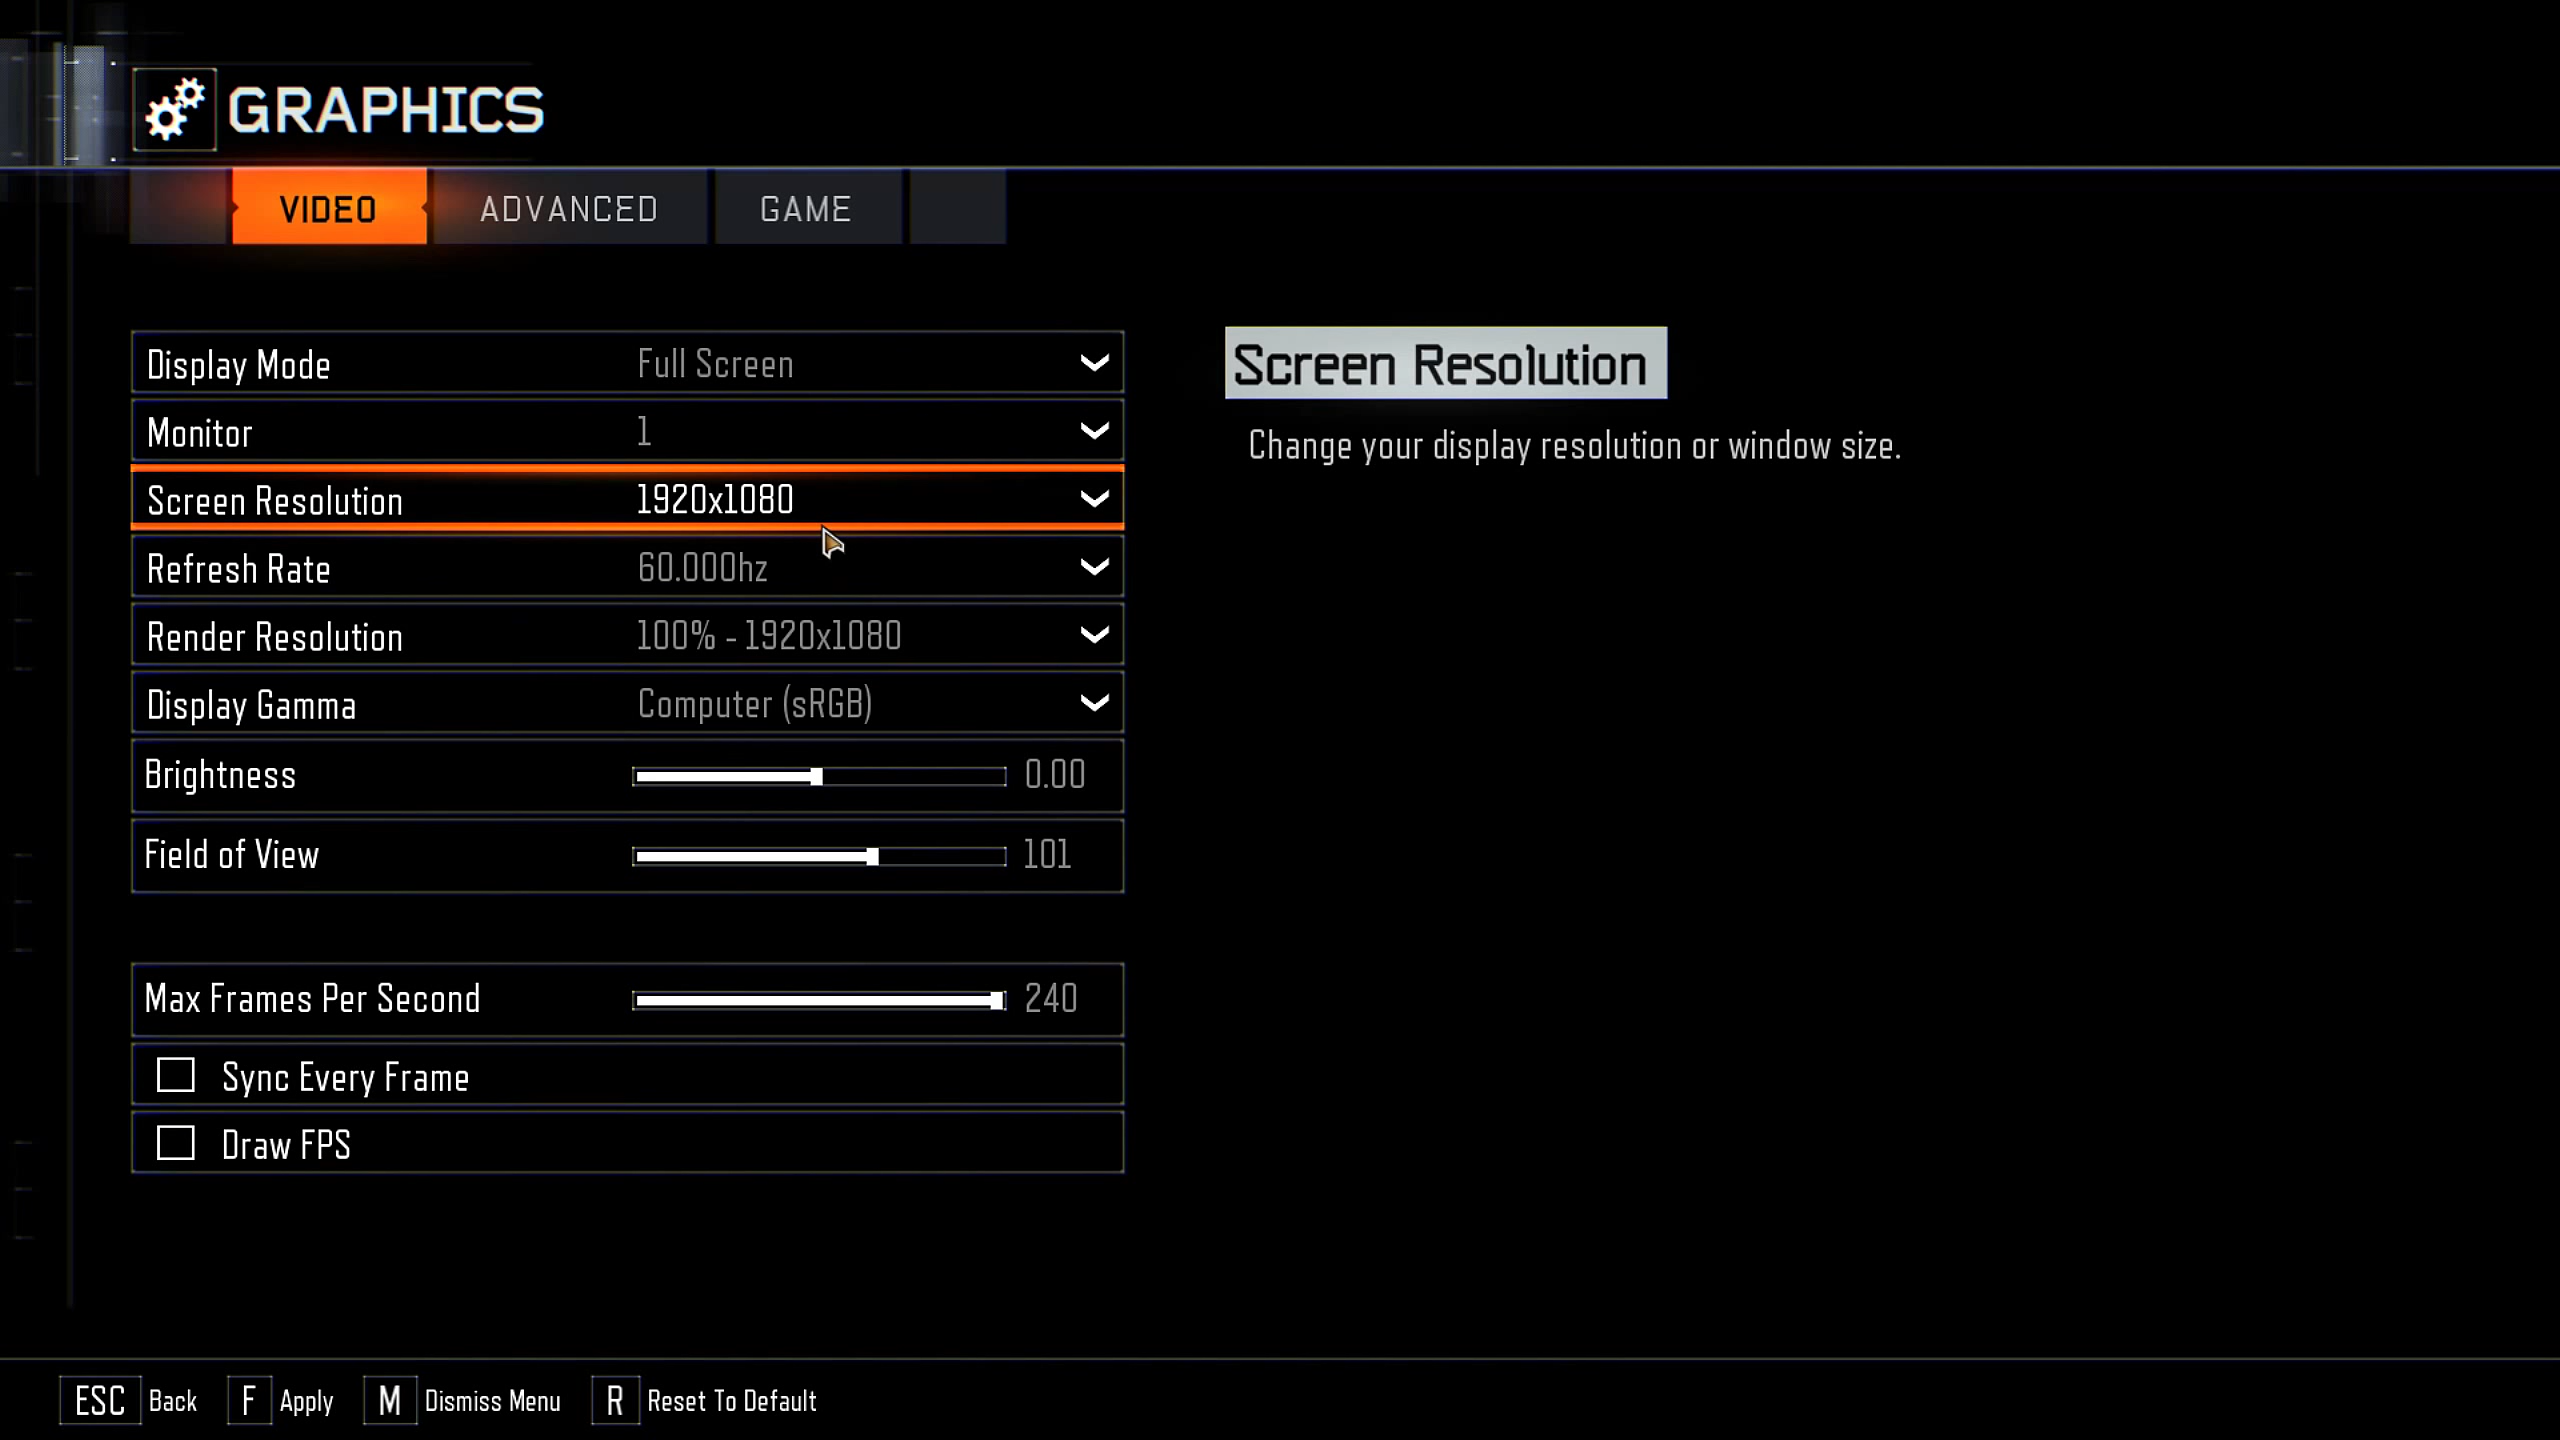 GRAPHICS
VIDEO ADVANCED GAME
Display Mode Full Screen
Monitor 1
Screen Resolution 1920x1080
Refresh Rate 60.000hz
Render Resolution 100% - 1920x1080
Display Gamma Computer (sRGB)
Brightness 0.00
Field of View 101
Max Frames Per Second 240
Sync Every Frame
Draw FPS
Screen Resolution
Change your display resolution or window size.
ESC Back F Apply M Dismiss Menu R Reset To Default